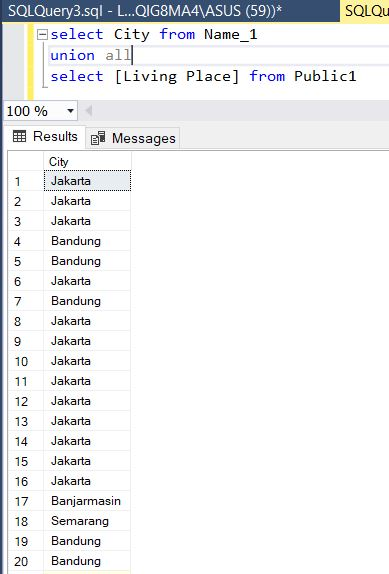 SQLQuery3.sql - L...QIG8MA4\ASUS (59))* SQLQu
select City from Name_1
union all
select [Living Place] from Public1
100 %
Results Messages
City
1 Jakarta
2 Jakarta
3 Jakarta
4 Bandung
5 Bandung
6 Jakarta
7 Bandung
8 Jakarta
9 Jakarta
10 Jakarta
11 Jakarta
12 Jakarta
13 Jakarta
14 Jakarta
15 Jakarta
16 Jakarta
17 Banjarmasin
18 Semarang
19 Bandung
20 Bandung